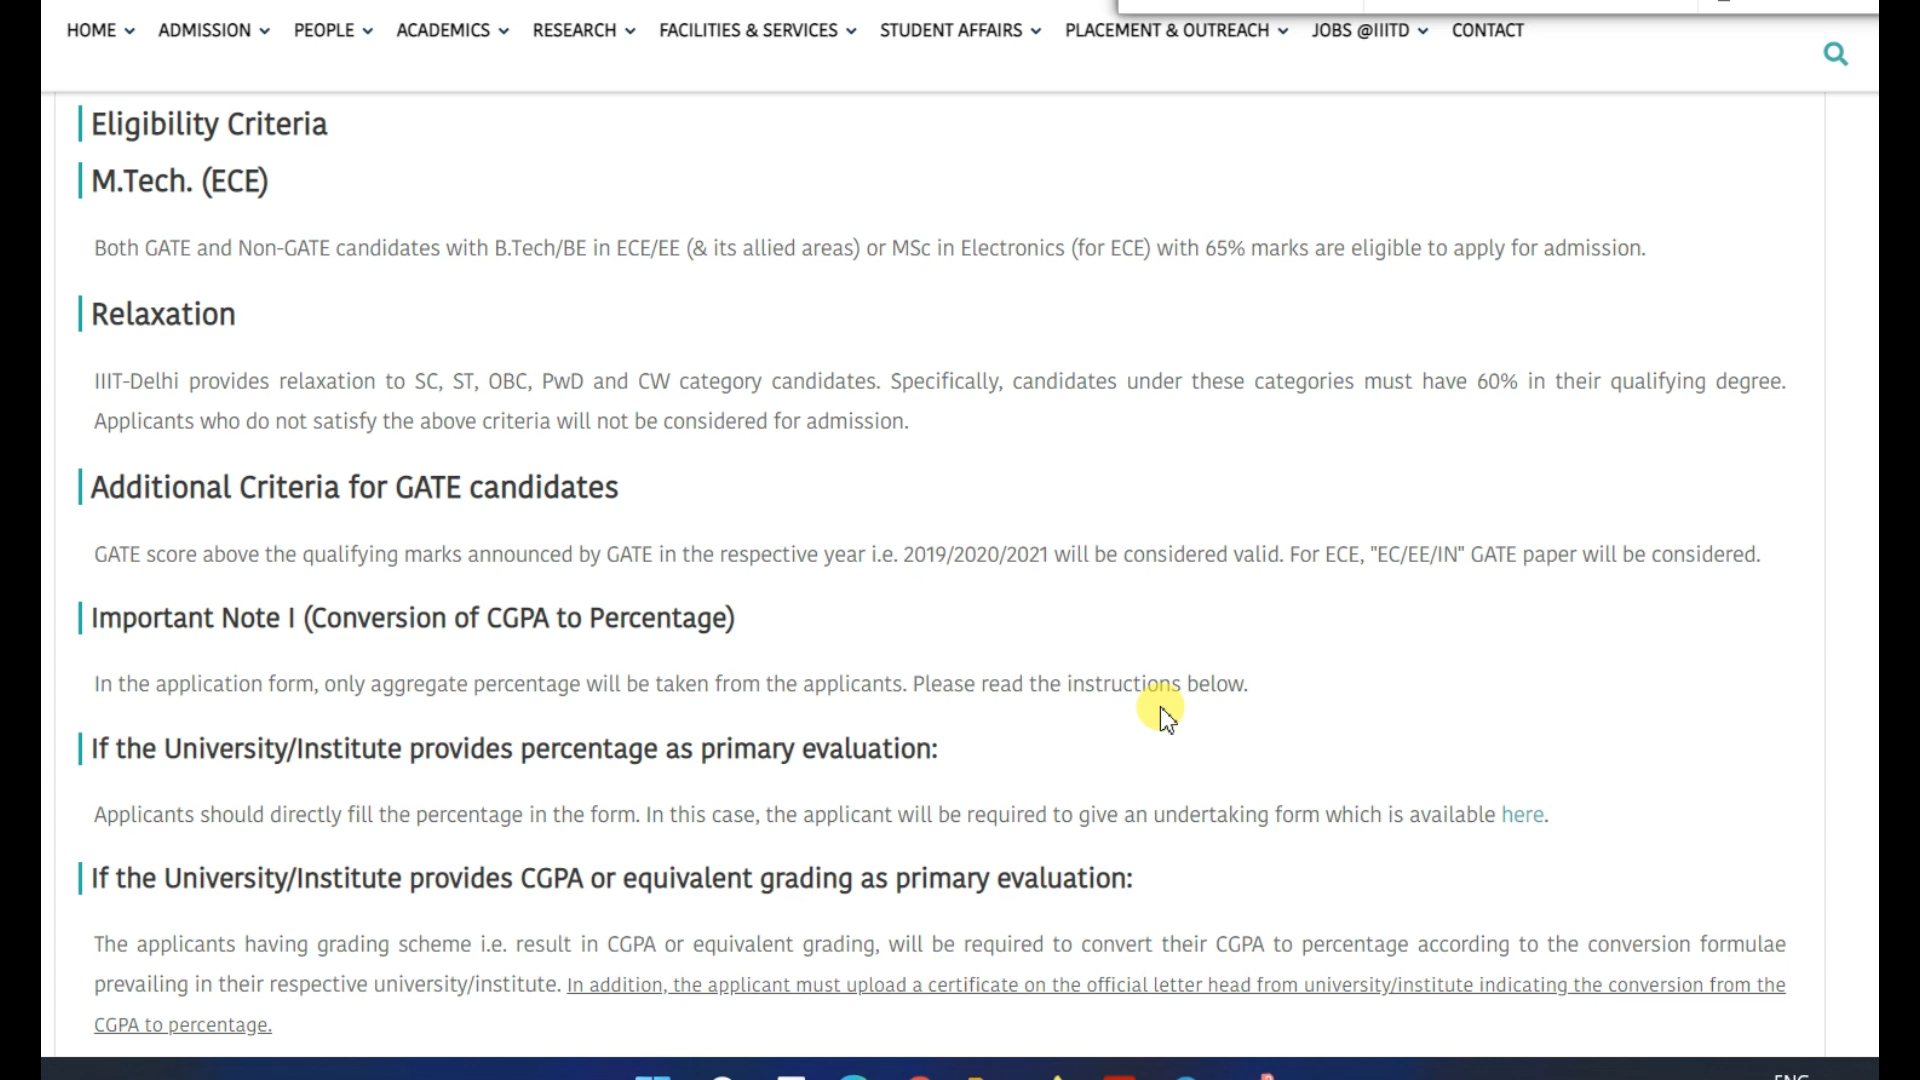 HOME ADMISSION PEOPLE ACADEMICS RESEARCH FACILITIES & SERVICES STUDENT AFFAIRS PLACEMENT & OUTREACH JOBS @IIITD CONTACT
Eligibility Criteria
M.Tech. (ECE)
Both GATE and Non-GATE candidates with B.Tech/BE in ECE/EE (& its allied areas) or MSc in Electronics (for ECE) with 65% marks are eligible to apply for admission.
Relaxation
IIIT-Delhi provides relaxation to SC, ST, OBC, PwD and CW category candidates. Specifically, candidates under these categories must have 60% in their qualifying degree.
Applicants who do not satisfy the above criteria will not be considered for admission.
Additional Criteria for GATE candidates
GATE score above the qualifying marks announced by GATE in the respective year i.e. 2019/2020/2021 will be considered valid. For ECE, "EC/EE/IN" GATE paper will be considered.
Important Note I (Conversion of CGPA to Percentage)
In the application form, only aggregate percentage will be taken from the applicants. Please read the instructions below.
If the University/Institute provides percentage as primary evaluation:
Applicants should directly fill the percentage in the form. In this case, the applicant will be required to give an undertaking form which is available here.
If the University/Institute provides CGPA or equivalent grading as primary evaluation:
The applicants having grading scheme i.e. result in CGPA or equivalent grading, will be required to convert their CGPA to percentage according to the conversion formulae
prevailing in their respective university/institute. In addition, the applicant must upload a certificate on the official letter head from university/institute indicating the conversion from the
CGPA to percentage.
ENG